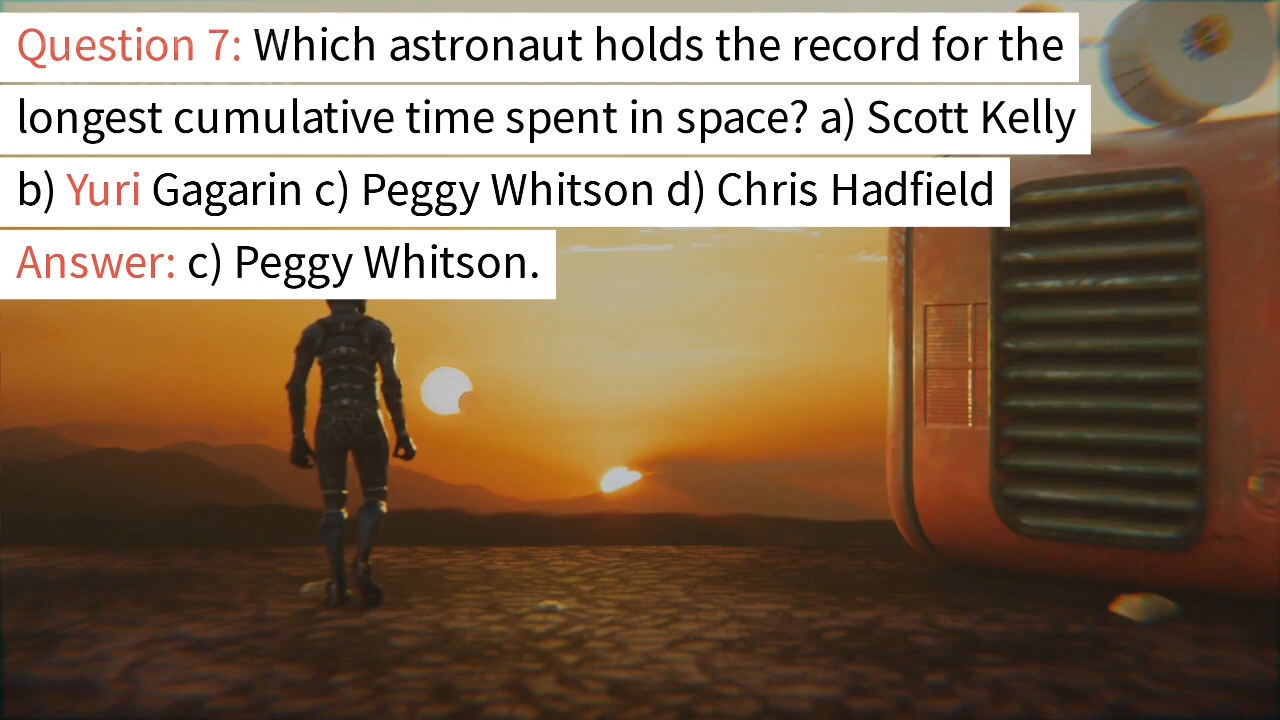 Question 7: Which astronaut holds the record for the
longest cumulative time spent in space? a) Scott Kelly
b) Yuri Gagarin c) Peggy Whitson d) Chris Hadfield
Answer: c) Peggy Whitson.